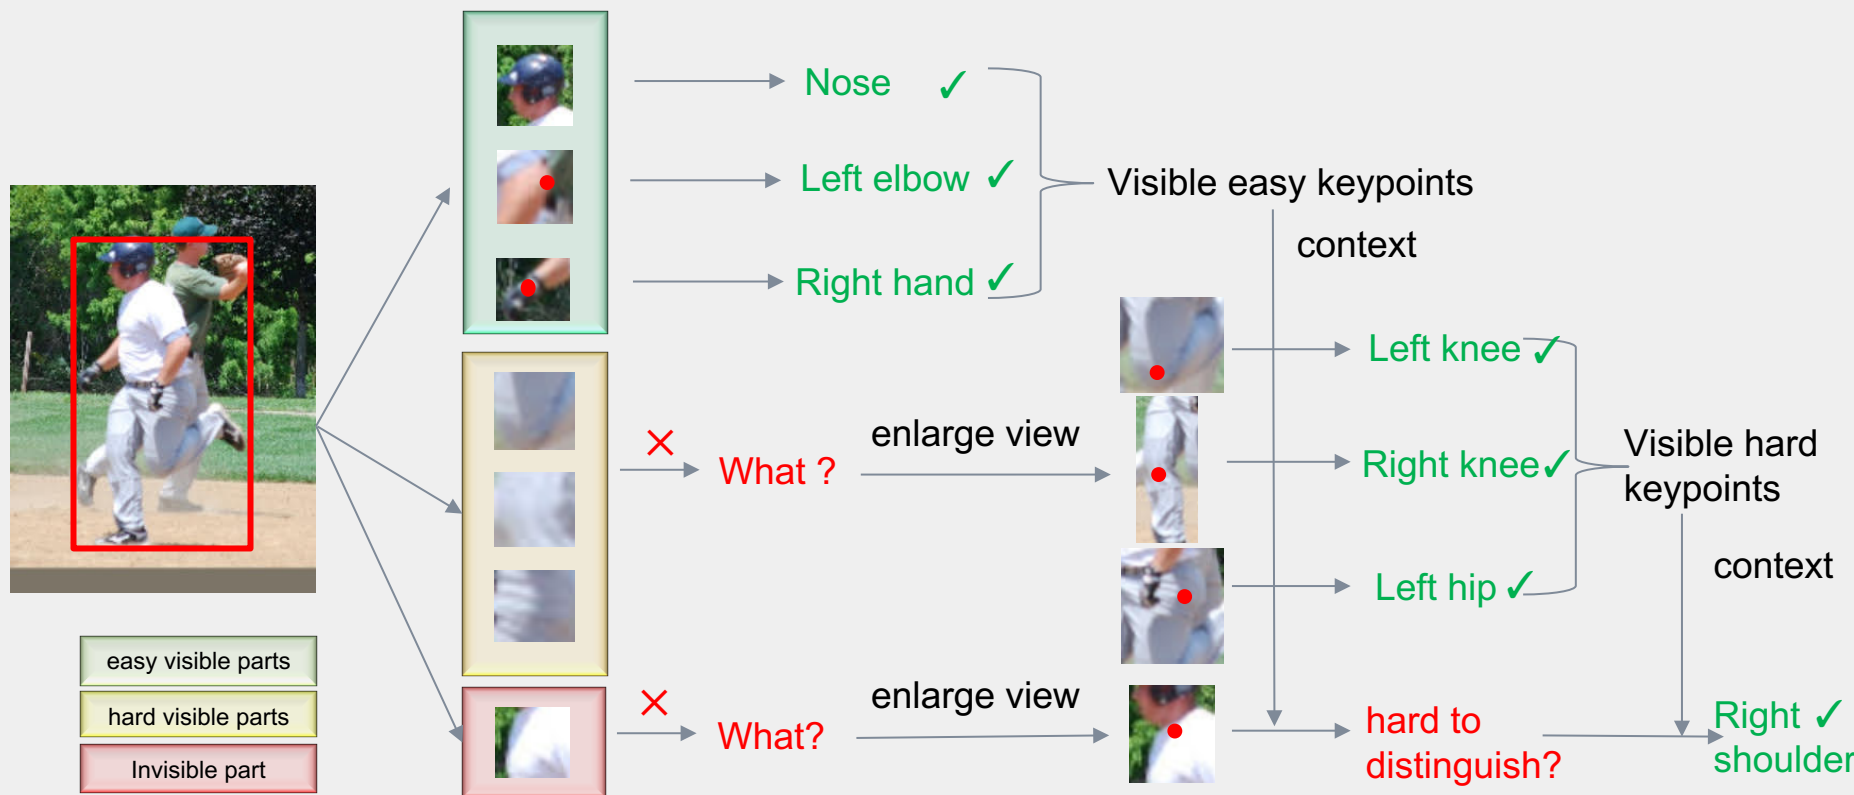 Nose ✓
Left elbow ✓
Right hand ✓
Visible easy keypoints
context
What ?
enlarge view
Left knee ✓
Right knee ✓
Left hip ✓
Visible hard
keypoints
context
What?
enlarge view
hard to
distinguish?
Right ✓
shoulder
easy visible parts
hard visible parts
Invisible part